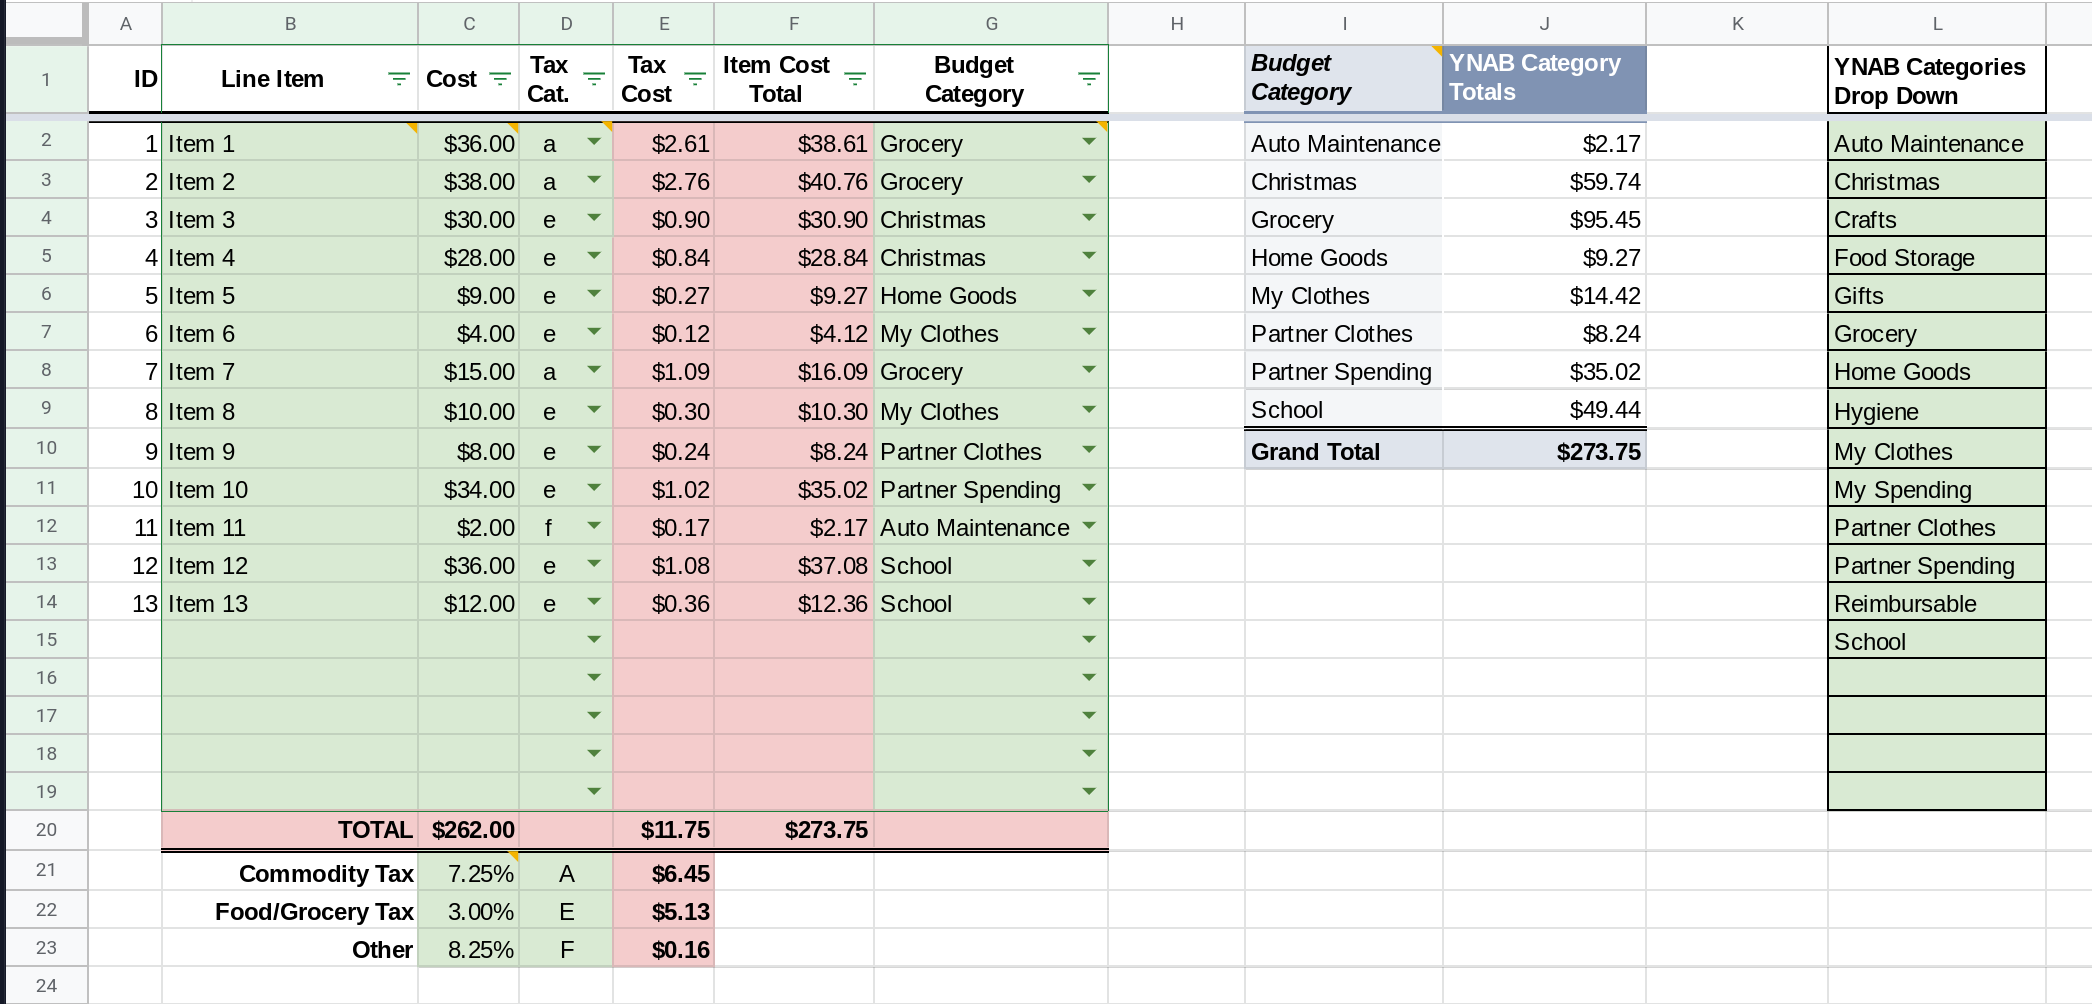 A B C D E F G H I J K L
1 ID Line Item Cost Tax Cat. Tax Cost Item Cost Total Budget Category Budget Category YNAB Category Totals YNAB Categories Drop Down
2 1 Item 1 $36.00 a $2.61 $38.61 Grocery Auto Maintenance $2.17 Auto Maintenance
3 2 Item 2 $38.00 a $2.76 $40.76 Grocery Christmas $59.74 Christmas
4 3 Item 3 $30.00 e $0.90 $30.90 Christmas Grocery $95.45 Crafts
5 4 Item 4 $28.00 e $0.84 $28.84 Christmas Home Goods $9.27 Food Storage
6 5 Item 5 $9.00 e $0.27 $9.27 Home Goods My Clothes $14.42 Gifts
7 6 Item 6 $4.00 e $0.12 $4.12 My Clothes Partner Clothes $8.24 Grocery
8 7 Item 7 $15.00 a $1.09 $16.09 Grocery Partner Spending $35.02 Home Goods
9 8 Item 8 $10.00 e $0.30 $10.30 My Clothes School $49.44 Hygiene
10 9 Item 9 $8.00 e $0.24 $8.24 Partner Clothes Grand Total $273.75 My Clothes
11 10 Item 10 $34.00 e $1.02 $35.02 Partner Spending My Spending
12 11 Item 11 $2.00 f $0.17 $2.17 Auto Maintenance Partner Clothes
13 12 Item 12 $36.00 e $1.08 $37.08 School Partner Spending
14 13 Item 13 $12.00 e $0.36 $12.36 School Reimbursable
15 School
16
17
18
19
20 TOTAL $262.00 $11.75 $273.75
21 Commodity Tax 7.25% A $6.45
22 Food/Grocery Tax 3.00% E $5.13
23 Other 8.25% F $0.16
24